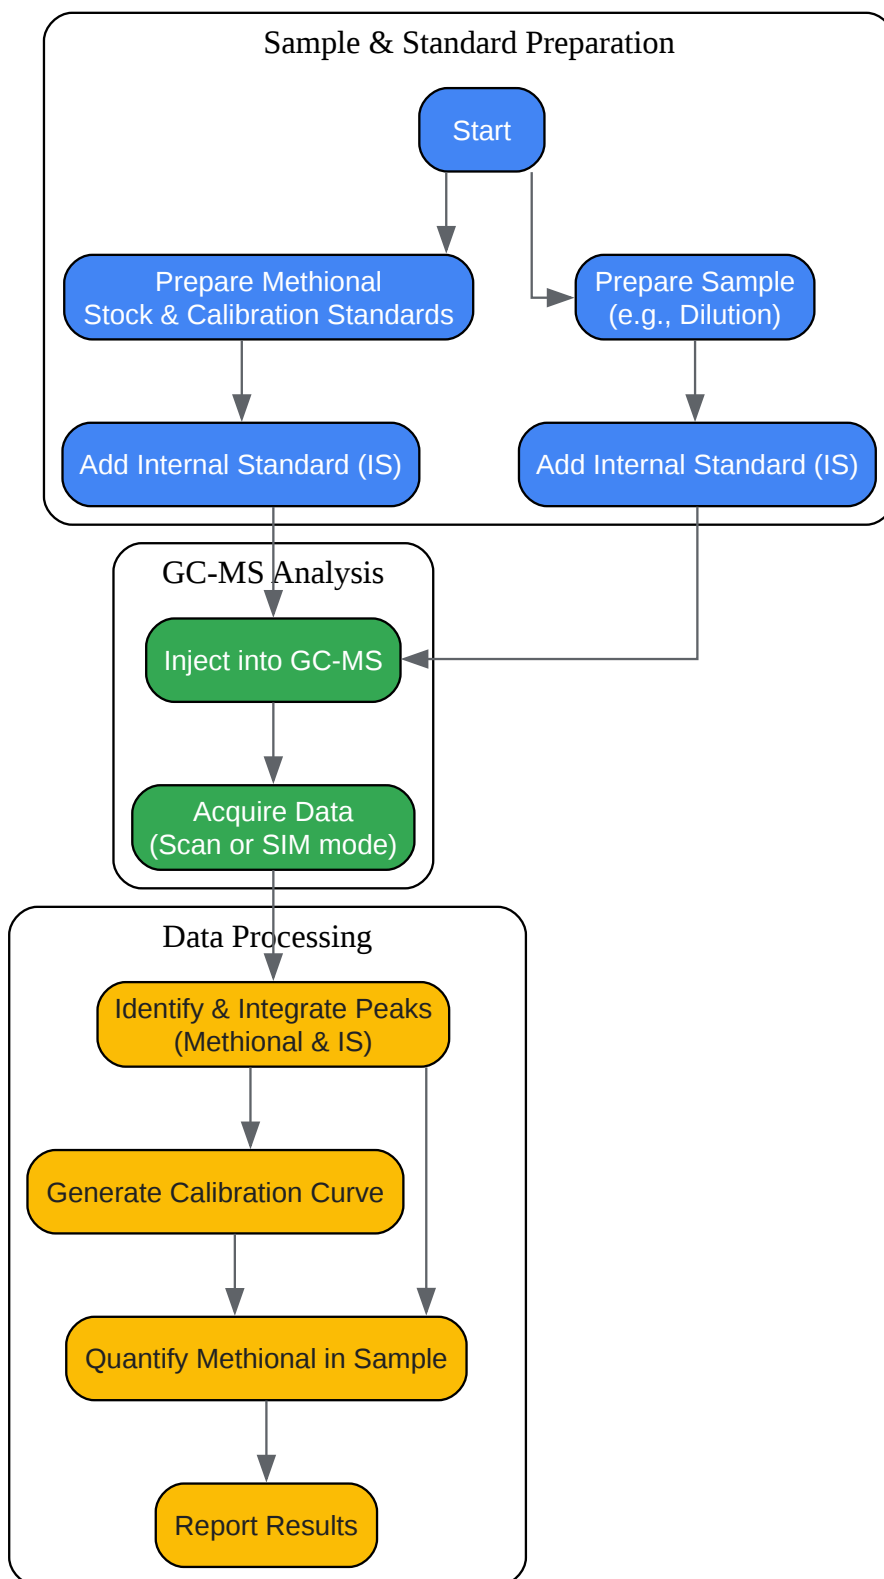 Sample & Standard Preparation
Start
Prepare Methional
Stock & Calibration Standards
Prepare Sample
(e.g., Dilution)
Add Internal Standard (IS)
Add Internal Standard (IS)
GC-MS Analysis
Inject into GC-MS
Acquire Data
(Scan or SIM mode)
Data Processing
Identify & Integrate Peaks
(Methional & IS)
Generate Calibration Curve
Quantify Methional in Sample
Report Results